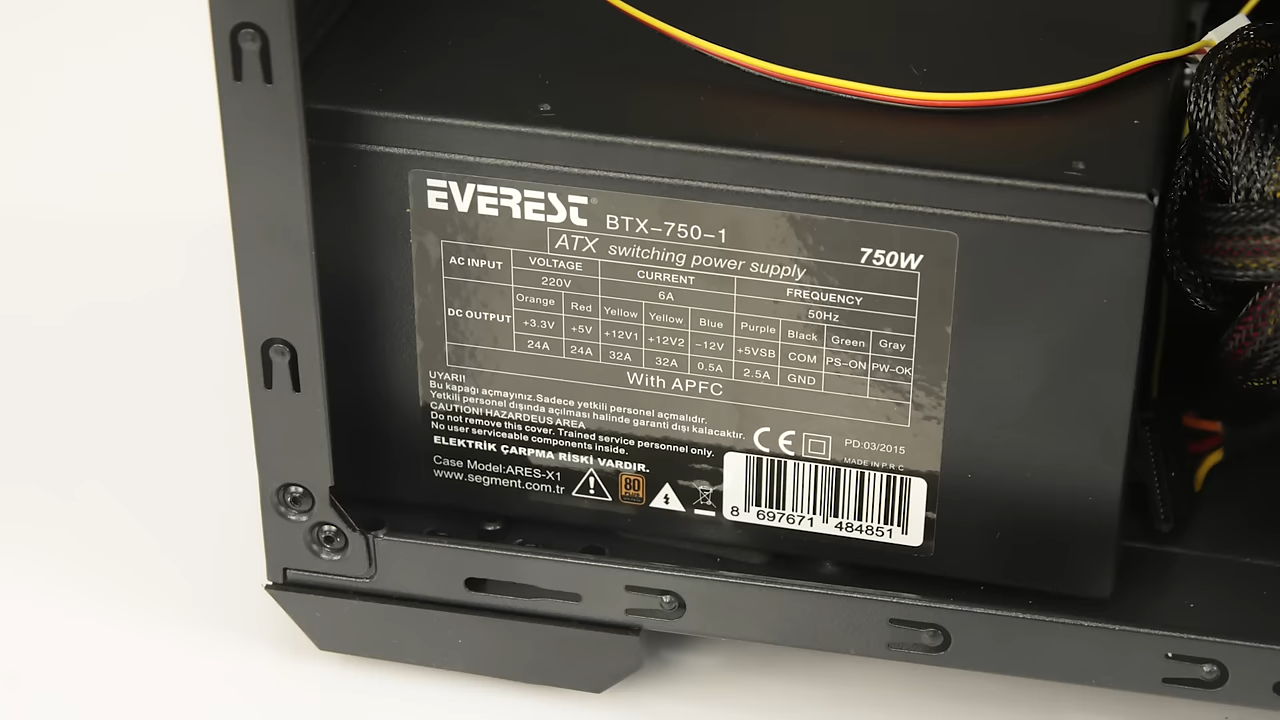 EVEREST® BTX-750-1
ATX switching power supply 750W
AC INPUT VOLTAGE CURRENT FREQUENCY
220V 6A 50Hz
DC OUTPUT Orange Red Yellow Yellow Blue Purple Black Green Gray
+3.3V +5V +12V1 +12V2 -12V +5VSB COM PS-ON PW-OK
24A 24A 32A 32A 0.5A 2.5A GND
With APFC
UYARI!
Bu kapağı açmayınız.Sadece yetkili personel açmalıdır.
Yetkili personel dışında açılması halinde garanti dışı kalacaktır.
CAUTION! HAZARDEUS AREA
Do not remove this cover. Trained service personnel only.
No user serviceable components inside.
ELEKTRİK ÇARPMA RİSKİ VARDIR.
Case Model:ARES-X1
www.segment.com.tr
80
PLUS
CE
PD:03/2015
MADE IN P.R.C
8 697671 484851